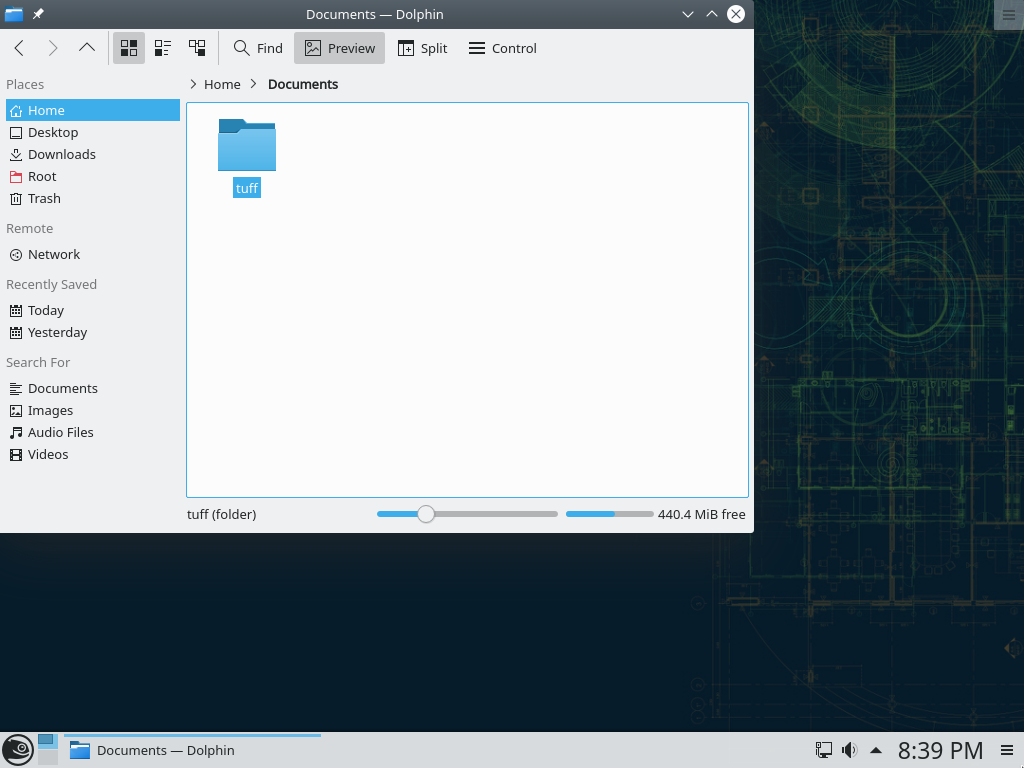 Documents — Dolphin
Find
Preview
Split
Control
Places
Home
Documents
Home
Desktop
Downloads
Root
Trash
Remote
Network
Recently Saved
Today
Yesterday
Search For
Documents
Images
Audio Files
Videos
tuff
tuff (folder)
440.4 MiB free
Documents — Dolphin
8:39 PM